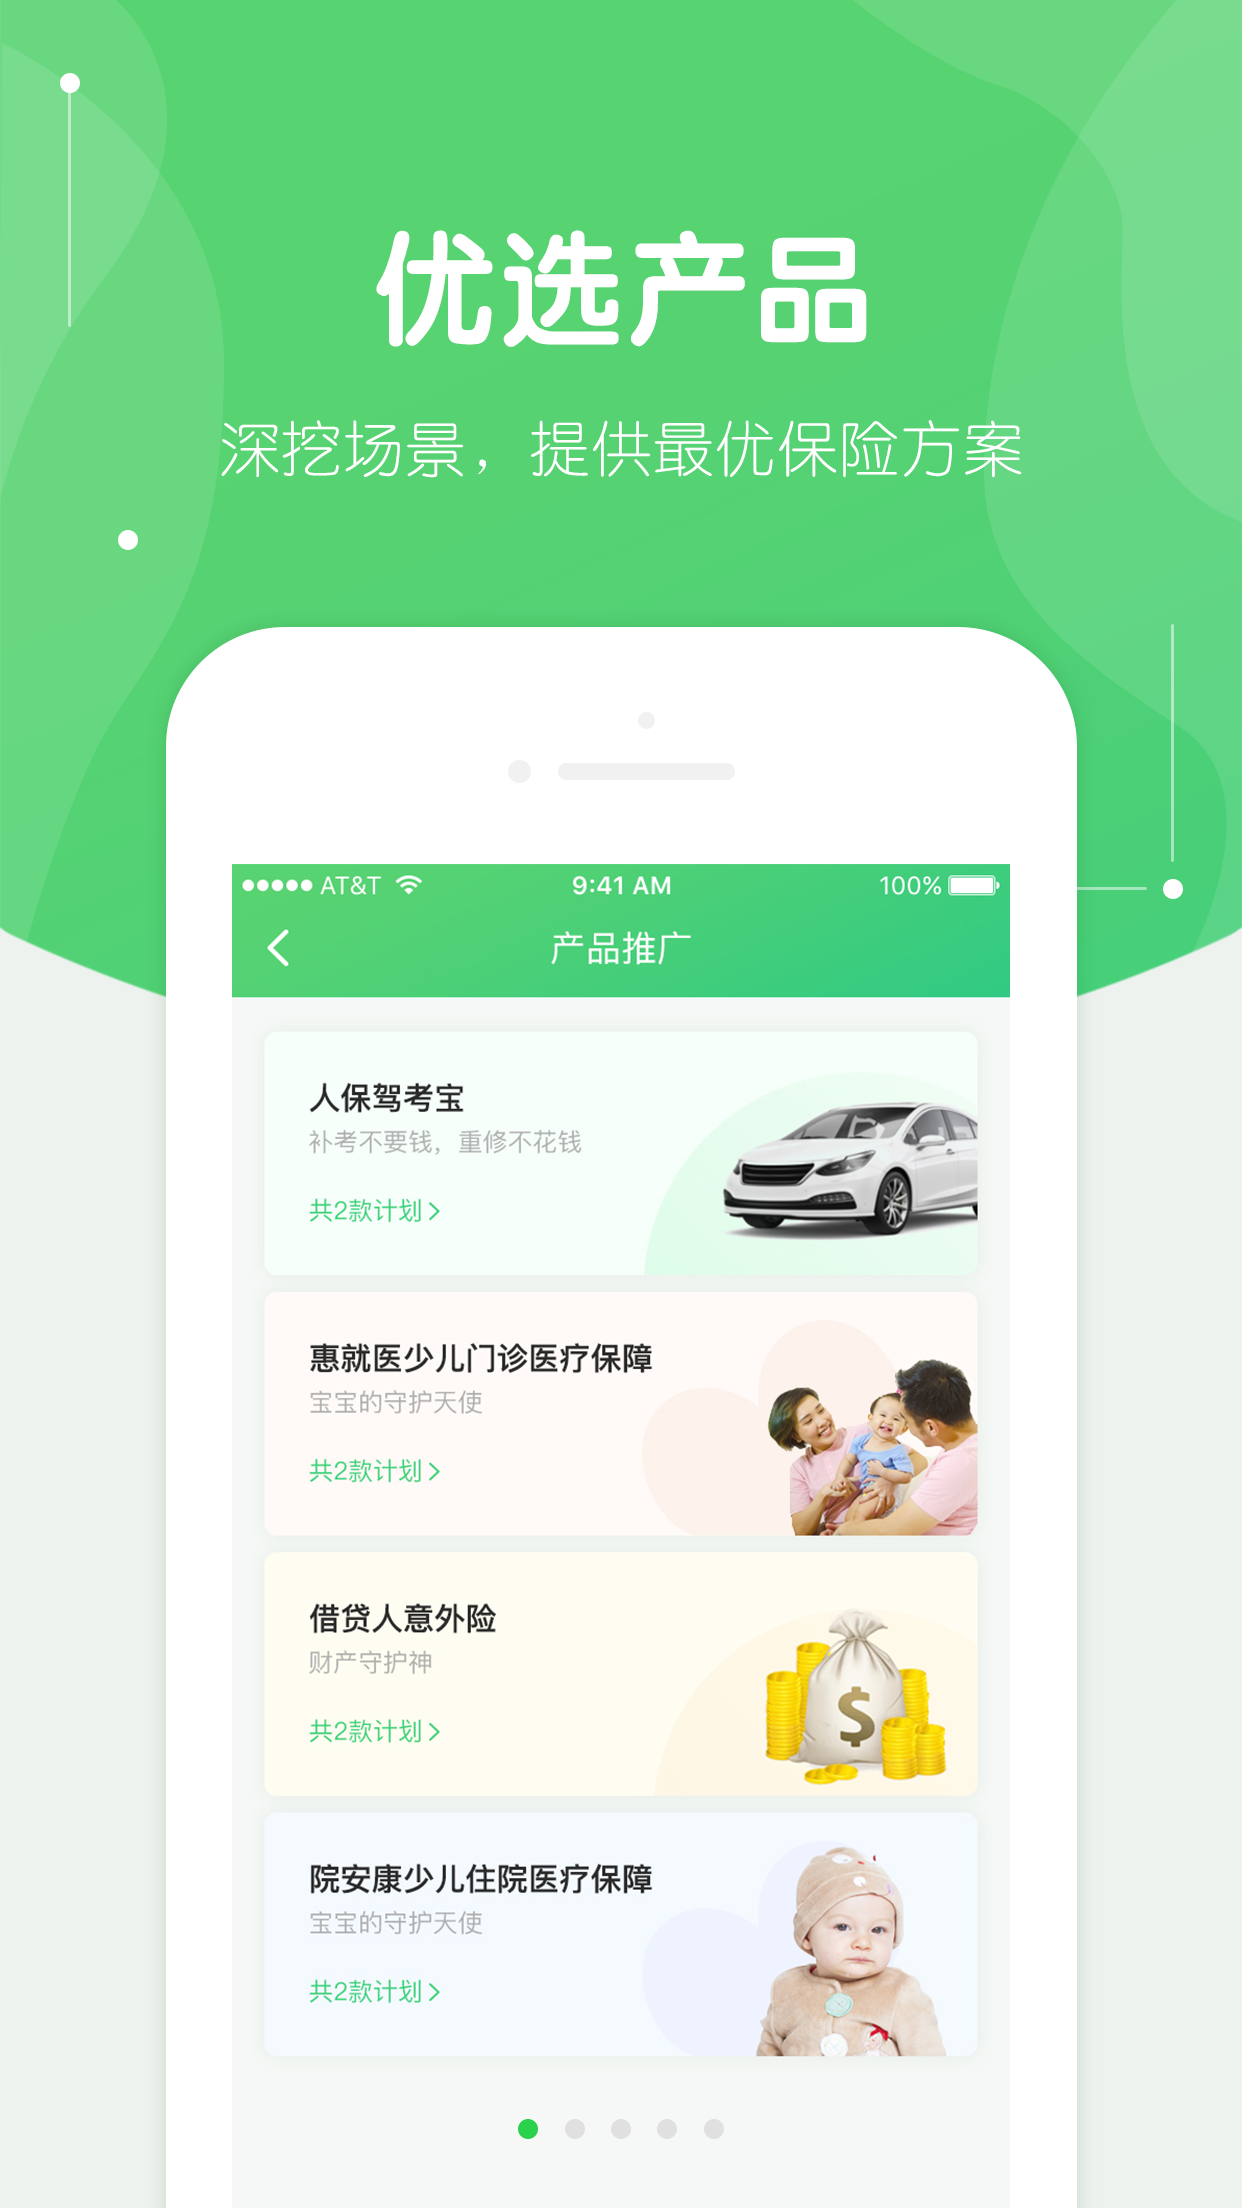 优选产品
深挖场景，提供最优保险方案
AT&T 9:41 AM 100%
产品推广
人保驾考宝
补考不要钱，重修不花钱
共2款计划
惠就医少儿门诊医疗保障
宝宝的守护天使
共2款计划
借贷人意外险
财产守护神
共2款计划
$
院安康少儿住院医疗保障
宝宝的守护天使
共2款计划